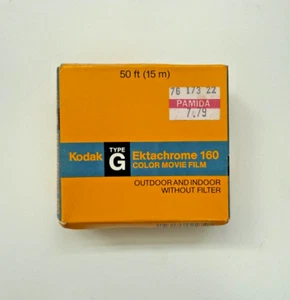 50 ft (15 m)
76 173 22
PAMIDA
7.79
Kodak
TYPE
G
Ektachrome 160
COLOR MOVIE FILM
OUTDOOR AND INDOOR
WITHOUT FILTER